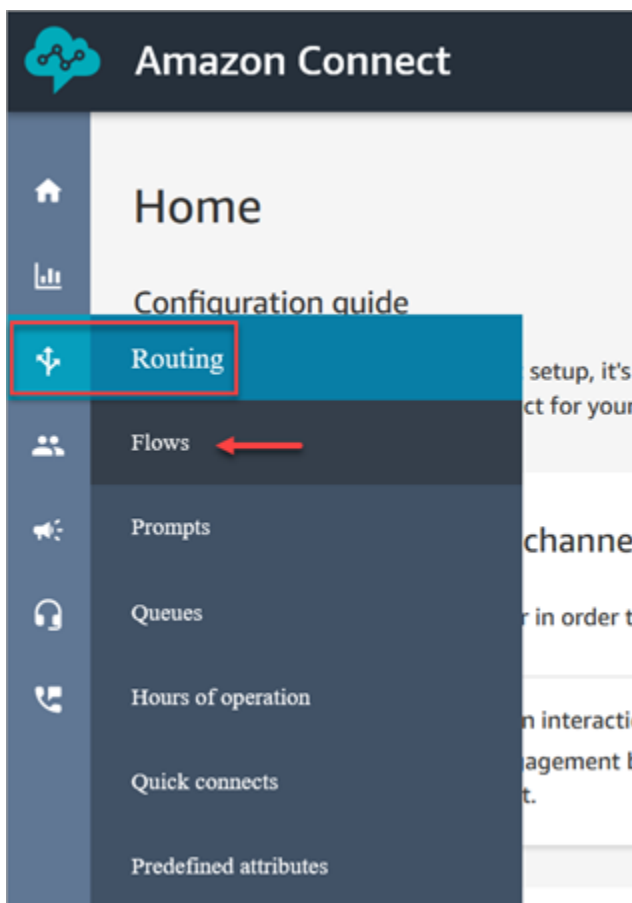 Amazon Connect
Home
Configuration guide
Routing
setup, it's
ct for your
Flows
Prompts
channe
Queues
r in order t
Hours of operation
n interacti
Quick connects
agement b
t.
Predefined attributes